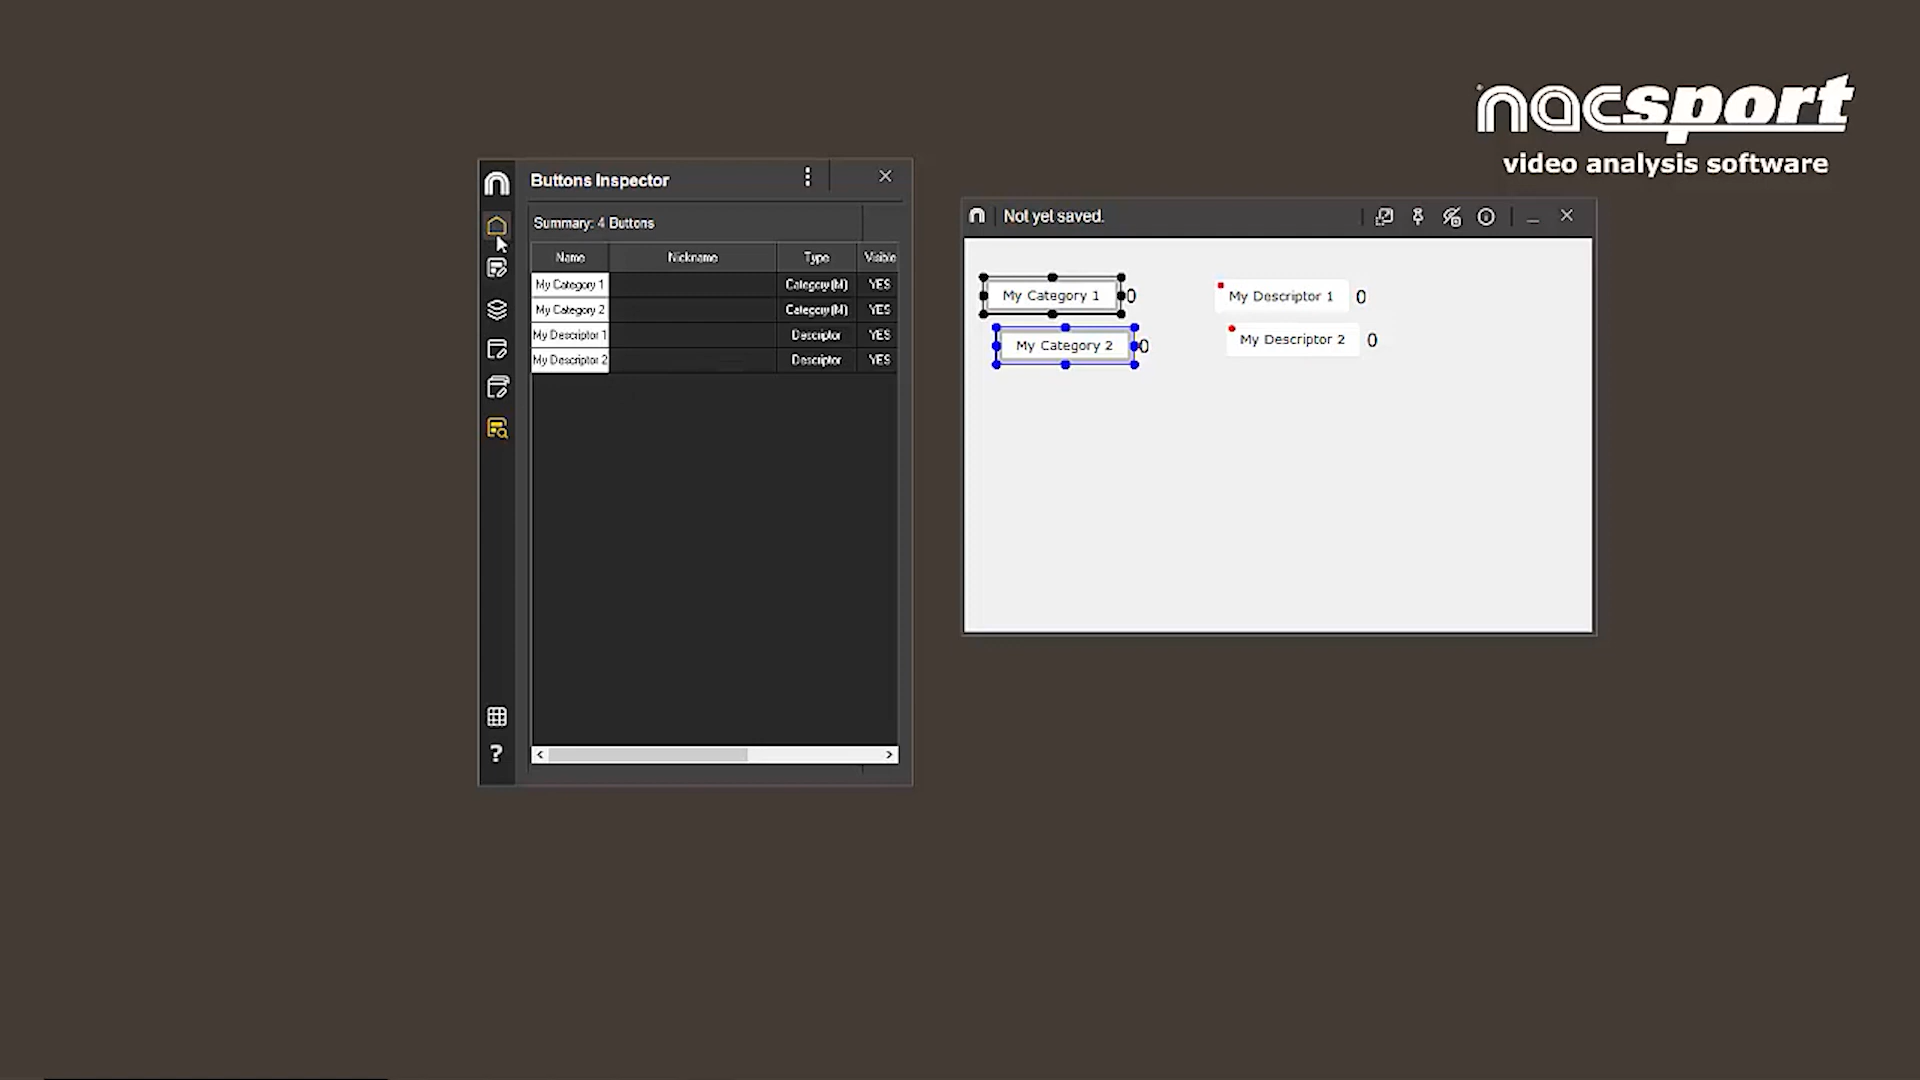 nacsport
video analysis software
Buttons Inspector
Summary: 4 Buttons
Name Nickname Type Visible
My Category 1 Category (M) YES
My Category 2 Category (M) YES
My Descriptor 1 Descriptor YES
My Descriptor 2 Descriptor YES
?
Not yet saved.
My Category 1 0
My Descriptor 1 0
My Category 2 0
My Descriptor 2 0